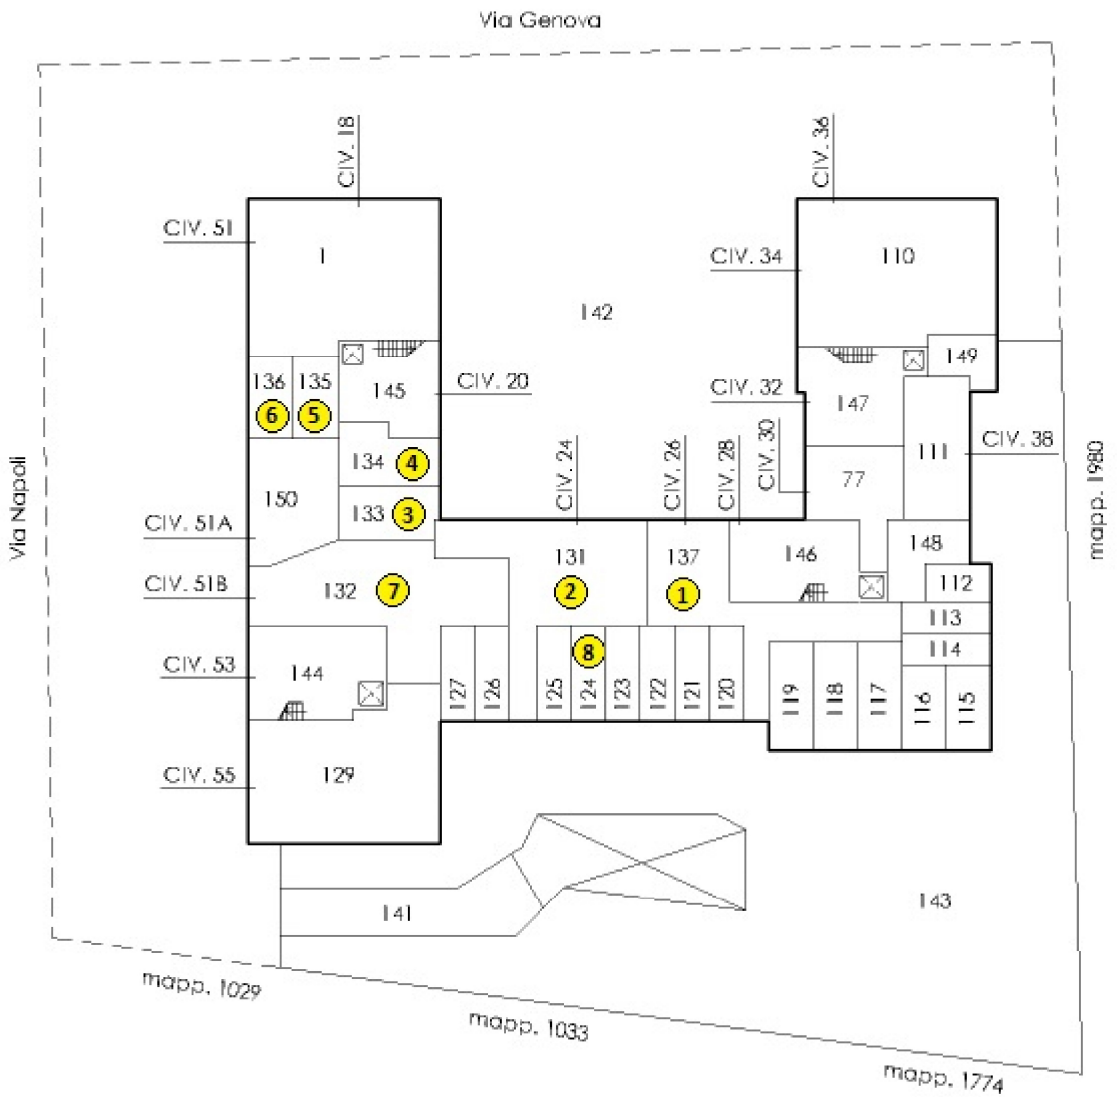 Via Genova
CIV. 18
CIV. 36
CIV. 51
1
CIV. 34
110
142
136
135
145
CIV. 20
149
CIV. 32
147
6
5
134
4
CIV. 24
CIV. 26
CIV. 28
CIV. 30
111
CIV. 38
77
Via Napoli
mapp. 1980
150
133
3
CIV. 51A
131
137
146
148
CIV. 51B
132
7
2
1
112
113
114
8
CIV. 53
144
127
126
125
124
123
122
121
120
119
118
117
116
115
CIV. 55
129
141
143
mapp. 1029
mapp. 1033
mapp. 1774